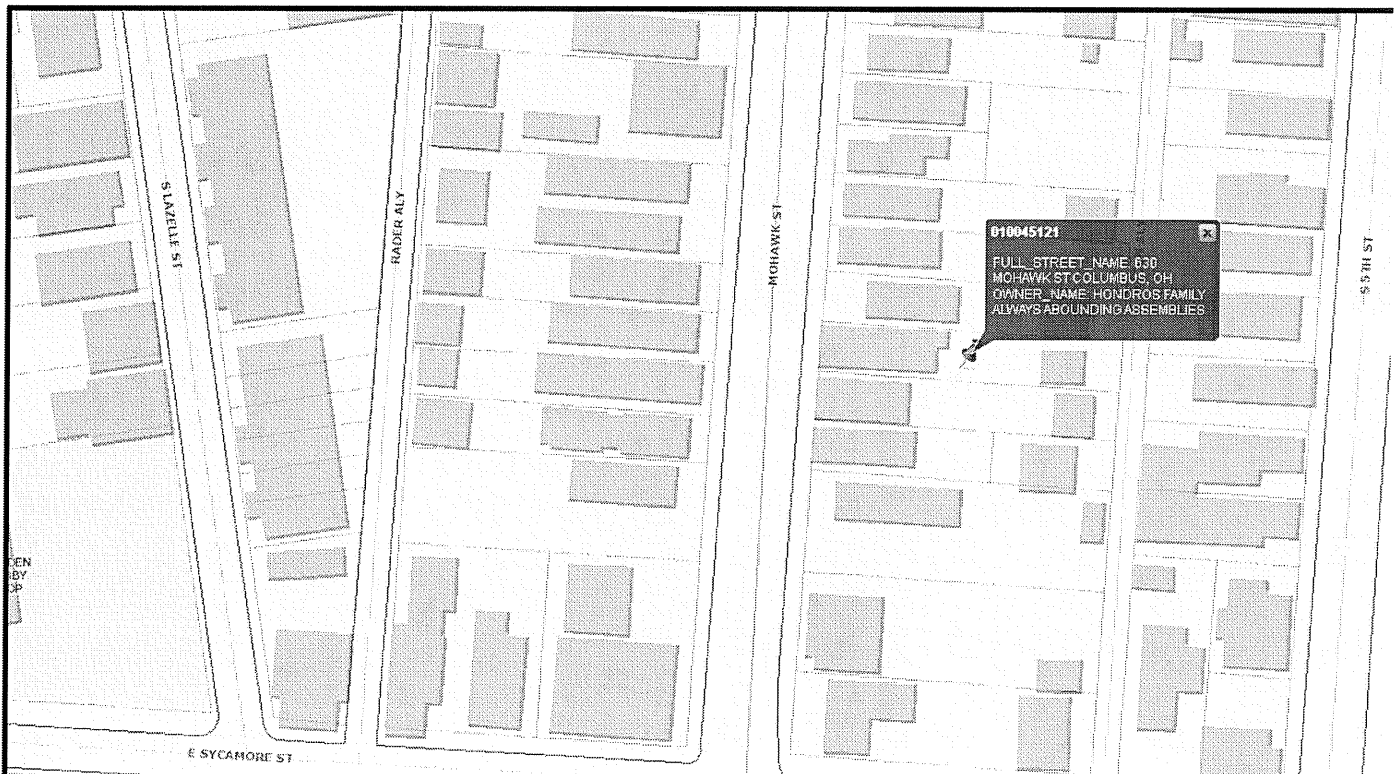 S LAZELLE ST
RADER ALY
MOHAWK ST
010045121
x
FULL_STREET_NAME: 630
MOHAWK ST COLUMBUS, OH
OWNER_NAME: HONDROS FAMILY
ALWAYS ABOUNDING ASSEMBLIES
S 5TH ST
E SYCAMORE ST